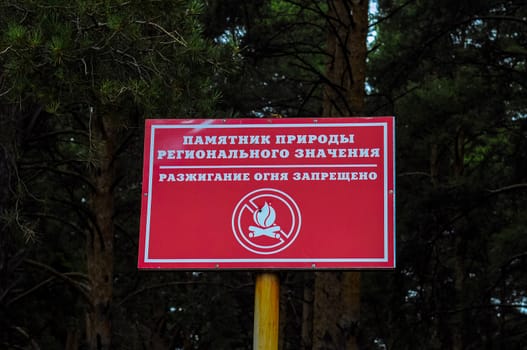 ПАМЯТНИК ПРИРОДЫ
РЕГИОНАЛЬНОГО ЗНАЧЕНИЯ
РАЗЖИГАНИЕ ОГНЯ ЗАПРЕЩЕНО